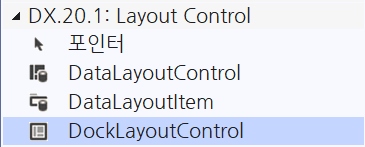 DX.20.1: Layout Control
포인터
DataLayoutControl
DataLayoutItem
DockLayoutControl